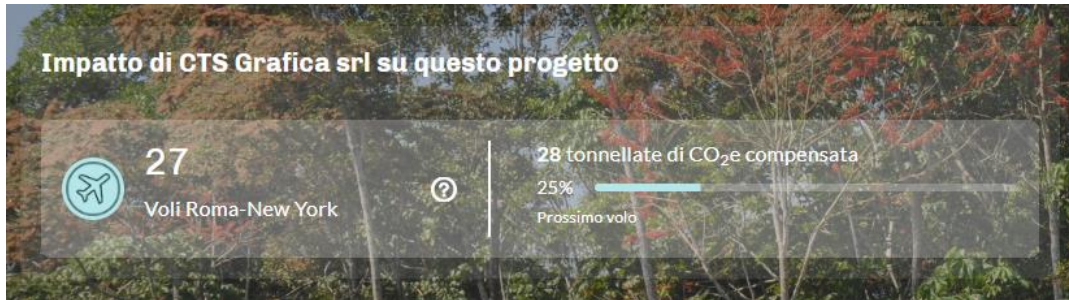 Impatto di CTS Grafica srl su questo progetto
27
Voli Roma-New York
?
28 tonnellate di CO₂e compensata
25%
Prossimo volo